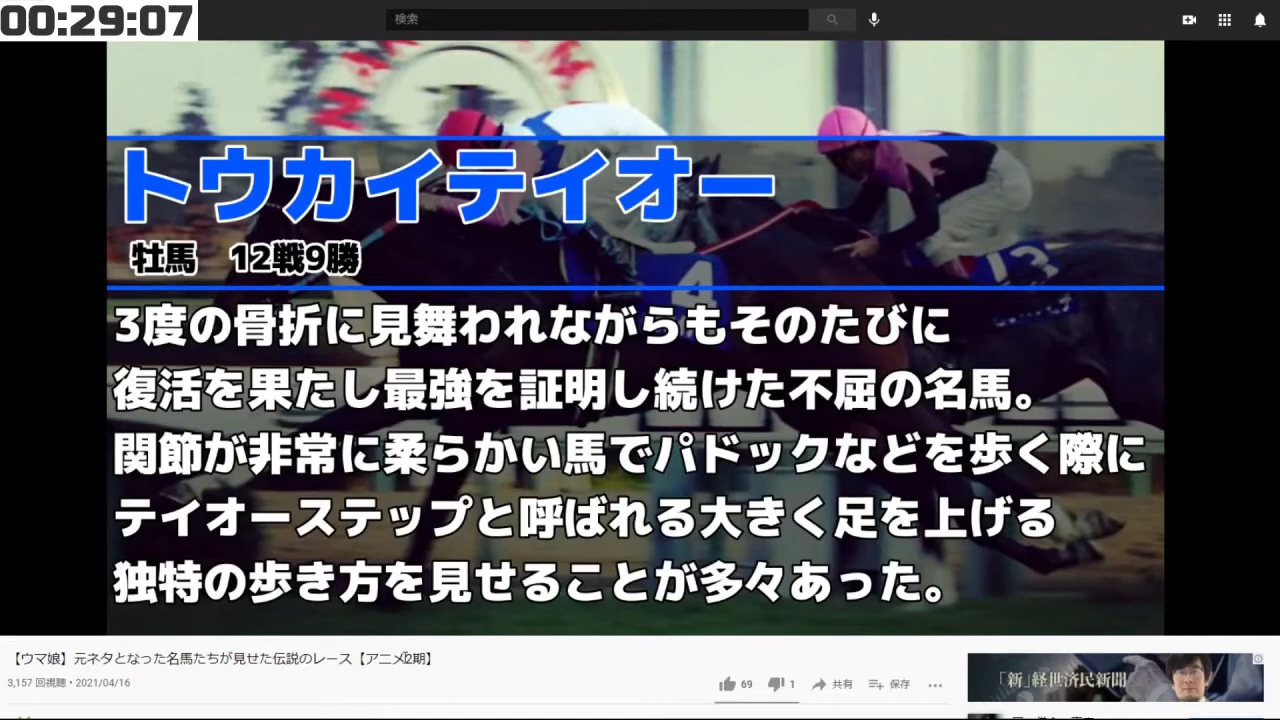 00:29:07
検索
トウカイテイオー
牡馬 12戦9勝
4
13
3度の骨折に見舞われながらもそのたびに
復活を果たし最強を証明し続けた不屈の名馬。
関節が非常に柔らかい馬でパドックなどを歩く際に
テイオーステップと呼ばれる大きく足を上げる
独特の歩き方を見せることが多々あった。
【ウマ娘】元ネタとなった名馬たちが見せた伝説のレース【アニメ2期】
3,157 回視聴・2021/04/16
69
1
共有
保存
「新」経世済民新聞